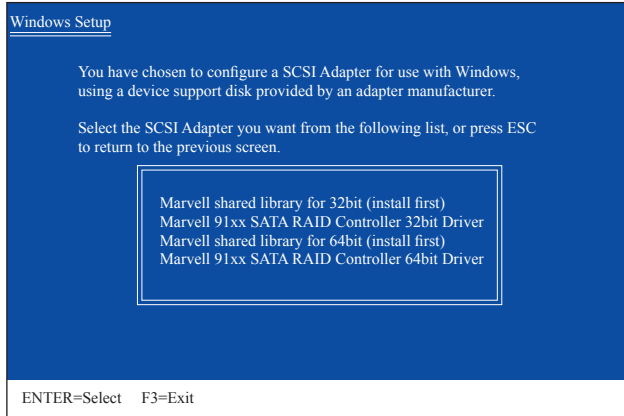 Windows Setup
You have chosen to configure a SCSI Adapter for use with Windows,
using a device support disk provided by an adapter manufacturer.
Select the SCSI Adapter you want from the following list, or press ESC
to return to the previous screen.
Marvell shared library for 32bit (install first)
Marvell 91xx SATA RAID Controller 32bit Driver
Marvell shared library for 64bit (install first)
Marvell 91xx SATA RAID Controller 64bit Driver
ENTER=Select F3=Exit